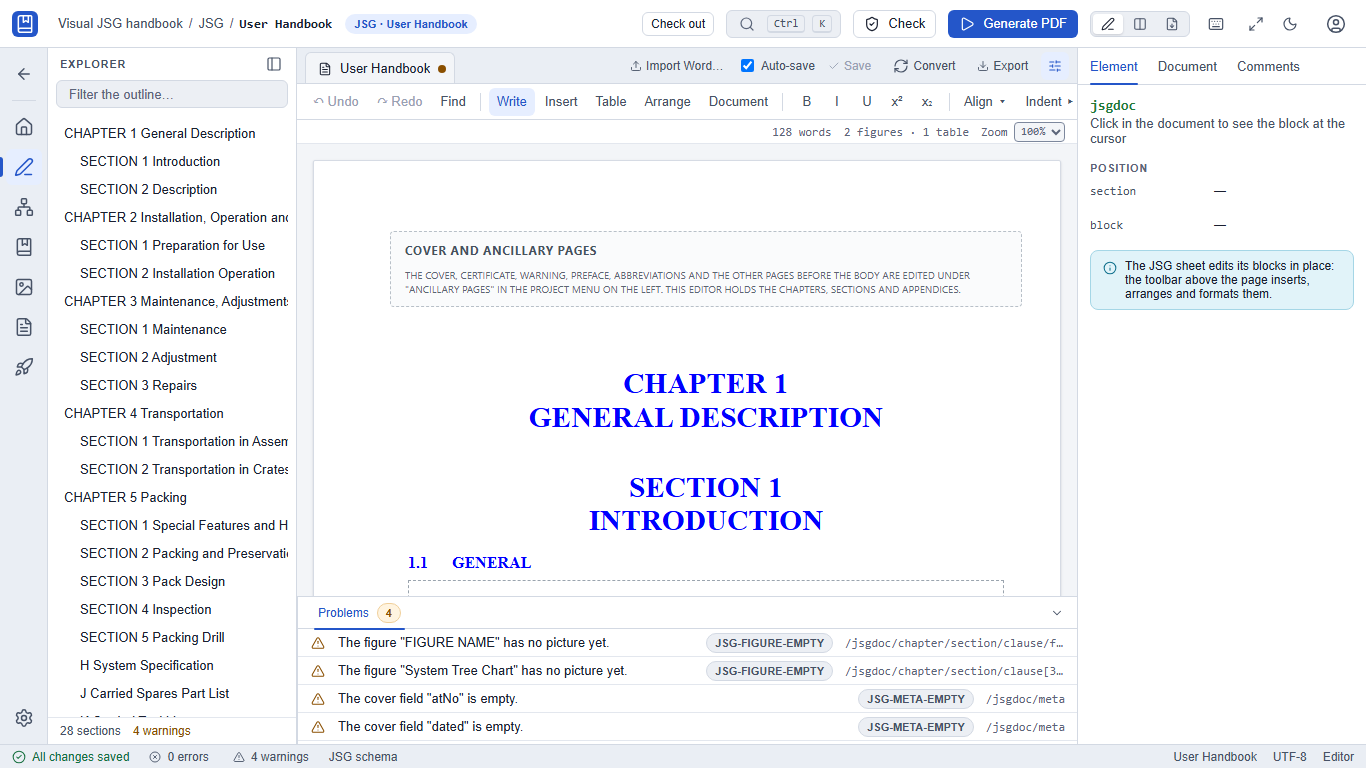 Visual JSG handbook / JSG / User Handbook JSG · User Handbook Check out Ctrl K Check Generate PDF
EXPLORER
Filter the outline…
CHAPTER 1 General Description
SECTION 1 Introduction
SECTION 2 Description
CHAPTER 2 Installation, Operation and
SECTION 1 Preparation for Use
SECTION 2 Installation Operation
CHAPTER 3 Maintenance, Adjustments
SECTION 1 Maintenance
SECTION 2 Adjustment
SECTION 3 Repairs
CHAPTER 4 Transportation
SECTION 1 Transportation in Assem
SECTION 2 Transportation in Crates
CHAPTER 5 Packing
SECTION 1 Special Features and H
SECTION 2 Packing and Preservati
SECTION 3 Pack Design
SECTION 4 Inspection
SECTION 5 Packing Drill
H System Specification
J Carried Spares Part List
28 sections 4 warnings
User Handbook Import Word… Auto-save Save Convert Export
Undo Redo Find Write Insert Table Arrange Document B I U x² x₂ Align Indent
128 words 2 figures · 1 table Zoom 100%
COVER AND ANCILLARY PAGES
THE COVER, CERTIFICATE, WARNING, PREFACE, ABBREVIATIONS AND THE OTHER PAGES BEFORE THE BODY ARE EDITED UNDER
"ANCILLARY PAGES" IN THE PROJECT MENU ON THE LEFT. THIS EDITOR HOLDS THE CHAPTERS, SECTIONS AND APPENDICES.
CHAPTER 1
GENERAL DESCRIPTION
SECTION 1
INTRODUCTION
1.1 GENERAL
Problems 4
The figure "FIGURE NAME" has no picture yet. JSG-FIGURE-EMPTY /jsgdoc/chapter/section/clause/f…
The figure "System Tree Chart" has no picture yet. JSG-FIGURE-EMPTY /jsgdoc/chapter/section/clause[3…
The cover field "atNo" is empty. JSG-META-EMPTY /jsgdoc/meta
The cover field "dated" is empty. JSG-META-EMPTY /jsgdoc/meta
Element Document Comments
jsgdoc
Click in the document to see the block at the
cursor
POSITION
section —
block —
The JSG sheet edits its blocks in place:
the toolbar above the page inserts,
arranges and formats them.
All changes saved 0 errors 4 warnings JSG schema User Handbook UTF-8 Editor